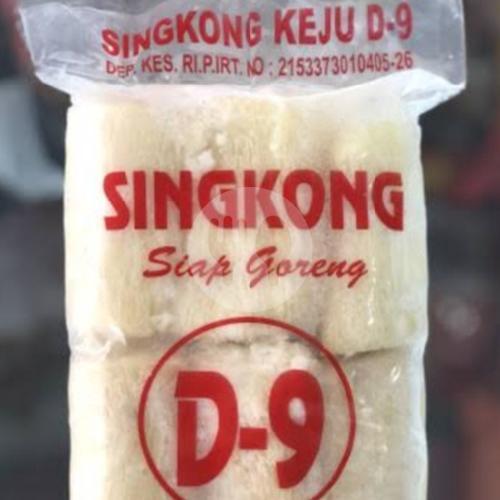 SINGKONG KEJU D-9
DEP. KES. RI.P.IRT. NO : 2153373010405-26
SINGKONG
Siap Goreng
D-9